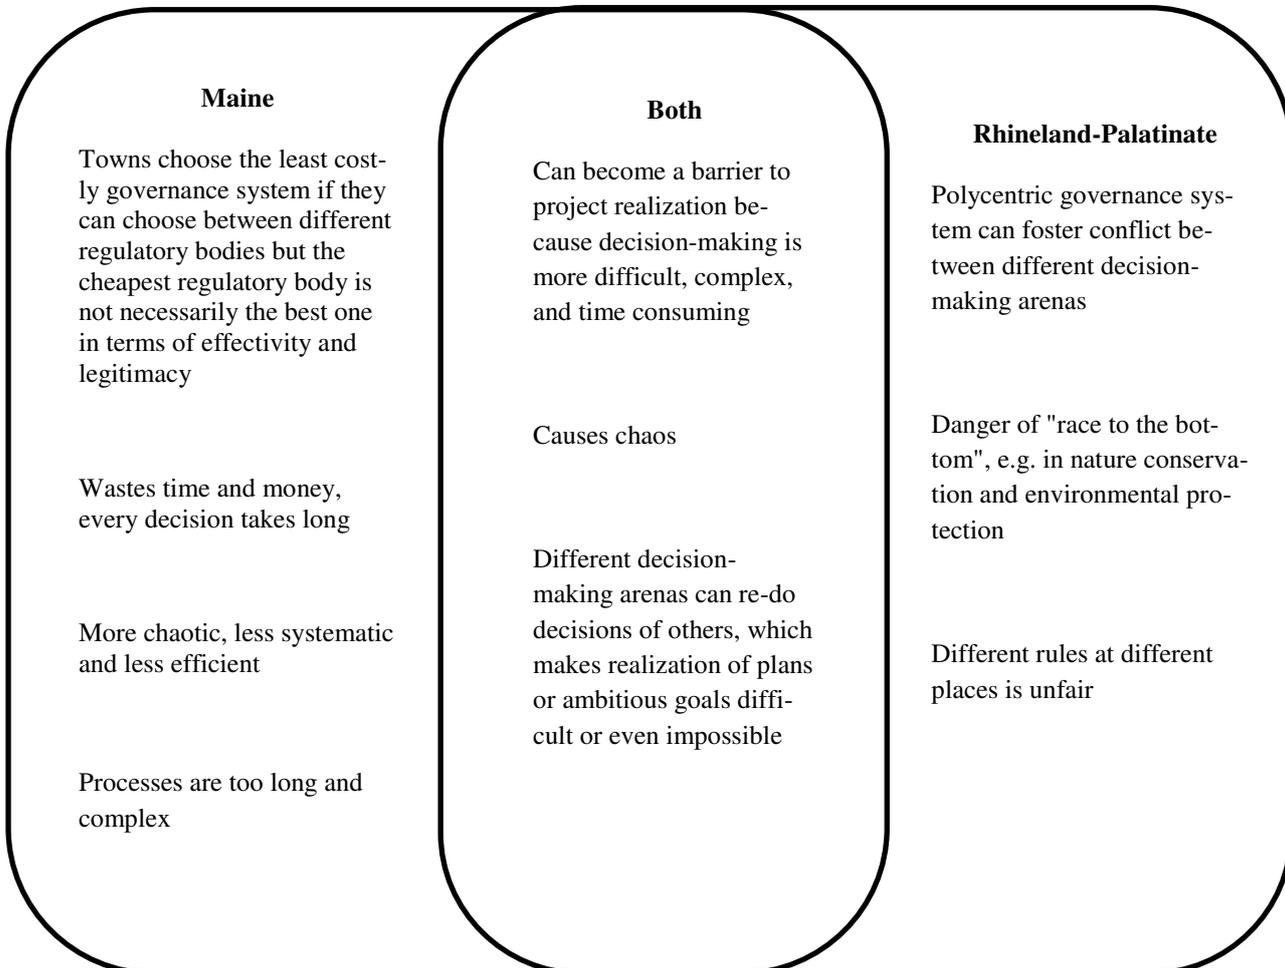 Maine
Towns choose the least cost-
ly governance system if they
can choose between different
regulatory bodies but the
cheapest regulatory body is
not necessarily the best one
in terms of effectivity and
legitimacy
Wastes time and money,
every decision takes long
More chaotic, less systematic
and less efficient
Processes are too long and
complex
Both
Can become a barrier to
project realization be-
cause decision-making is
more difficult, complex,
and time consuming
Causes chaos
Different decision-
making arenas can re-do
decisions of others, which
makes realization of plans
or ambitious goals diffi-
cult or even impossible
Rhineland-Palatinate
Polycentric governance sys-
tem can foster conflict be-
tween different decision-
making arenas
Danger of "race to the bot-
tom", e.g. in nature conserva-
tion and environmental pro-
tection
Different rules at different
places is unfair